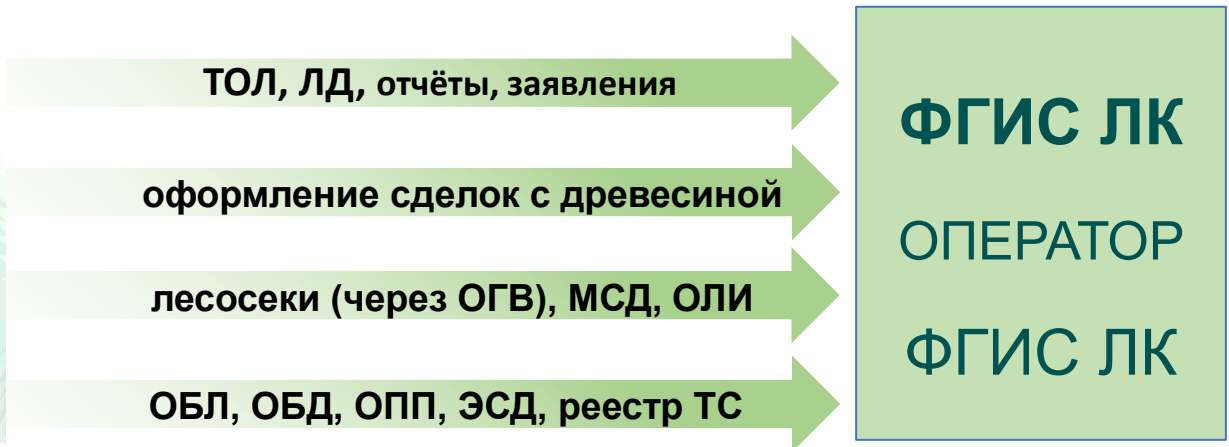 ТОЛ, ЛД, отчёты, заявления
оформление сделок с древесиной
лесосеки (через ОГВ), МСД, ОЛИ
ОБЛ, ОБД, ОПП, ЭСД, реестр ТС
ФГИС ЛК
ОПЕРАТОР
ФГИС ЛК